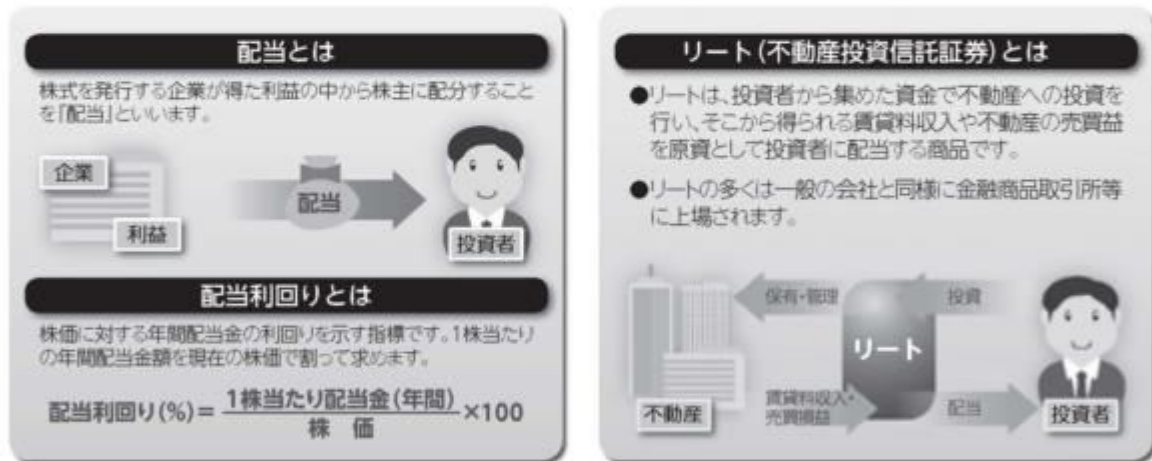 配当とは
株式を発行する企業が得た利益の中から株主に配分すること
を『配当』といいます。
企業
利益
配当
投資者
配当利回りとは
株価に対する年間配当金の利回りを示す指標です。1株当たり
の年間配当金額を現在の株価で割って求めます。
配当利回り(%)=1株当たり配当金(年間)
株 価
×100
リート(不動産投資信託証券)とは
●リートは、投資者から集めた資金で不動産への投資を
行い、そこから得られる賃貸料収入や不動産の売買益
を原資として投資者に配当する商品です。
●リートの多くは一般の会社と同様に金融商品取引所等
に上場されます。
保有・管理
投資
リート
不動産
賃貸料収入・
売買損益
配当
投資者